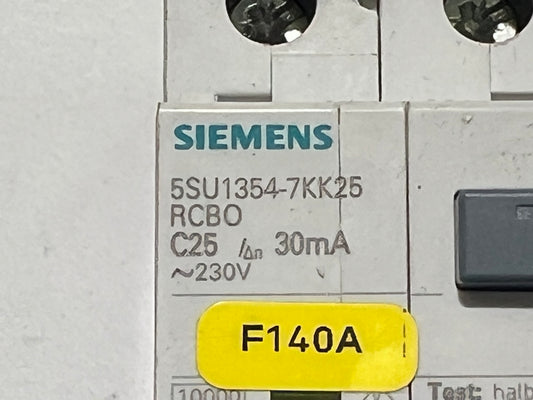 SIEMENS
5SU1354-7KK25
RCBO
C25 IΔn 30mA
~230V
F140A
10000
Test: halb